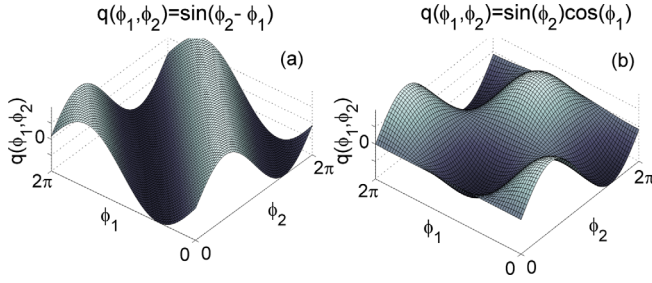 q(ϕ₁,ϕ₂)=sin(ϕ₂- ϕ₁)
(a)
q(ϕ₁,ϕ₂)
0
2π
ϕ₁
0
0
ϕ₂
2π
q(ϕ₁,ϕ₂)=sin(ϕ₂)cos(ϕ₁)
(b)
q(ϕ₁,ϕ₂)
0
2π
ϕ₁
0
0
ϕ₂
2π